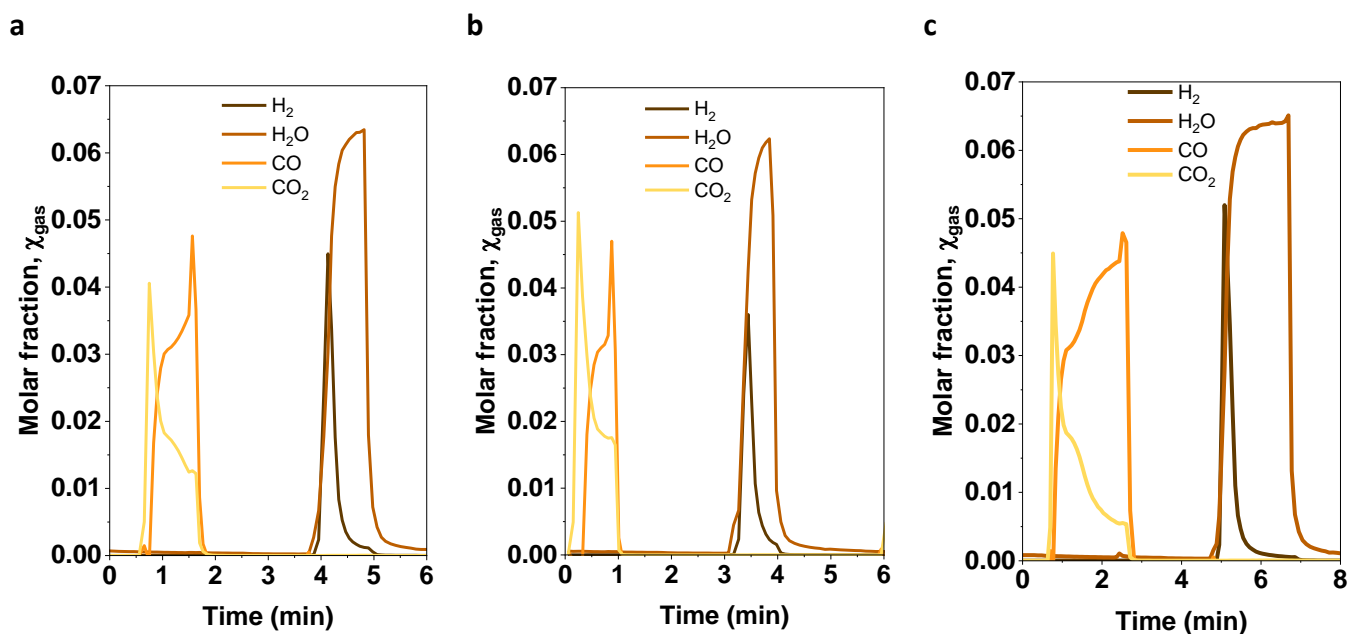 a
0.07
0.06
0.05
0.04
0.03
0.02
0.01
0.00
Molar fraction, χgas
H2
H2O
CO
CO2
0 1 2 3 4 5 6
Time (min)
b
0.07
0.06
0.05
0.04
0.03
0.02
0.01
0.00
Molar fraction, χgas
H2
H2O
CO
CO2
0 1 2 3 4 5 6
Time (min)
c
0.07
0.06
0.05
0.04
0.03
0.02
0.01
0.00
Molar fraction, χgas
H2
H2O
CO
CO2
0 2 4 6 8
Time (min)